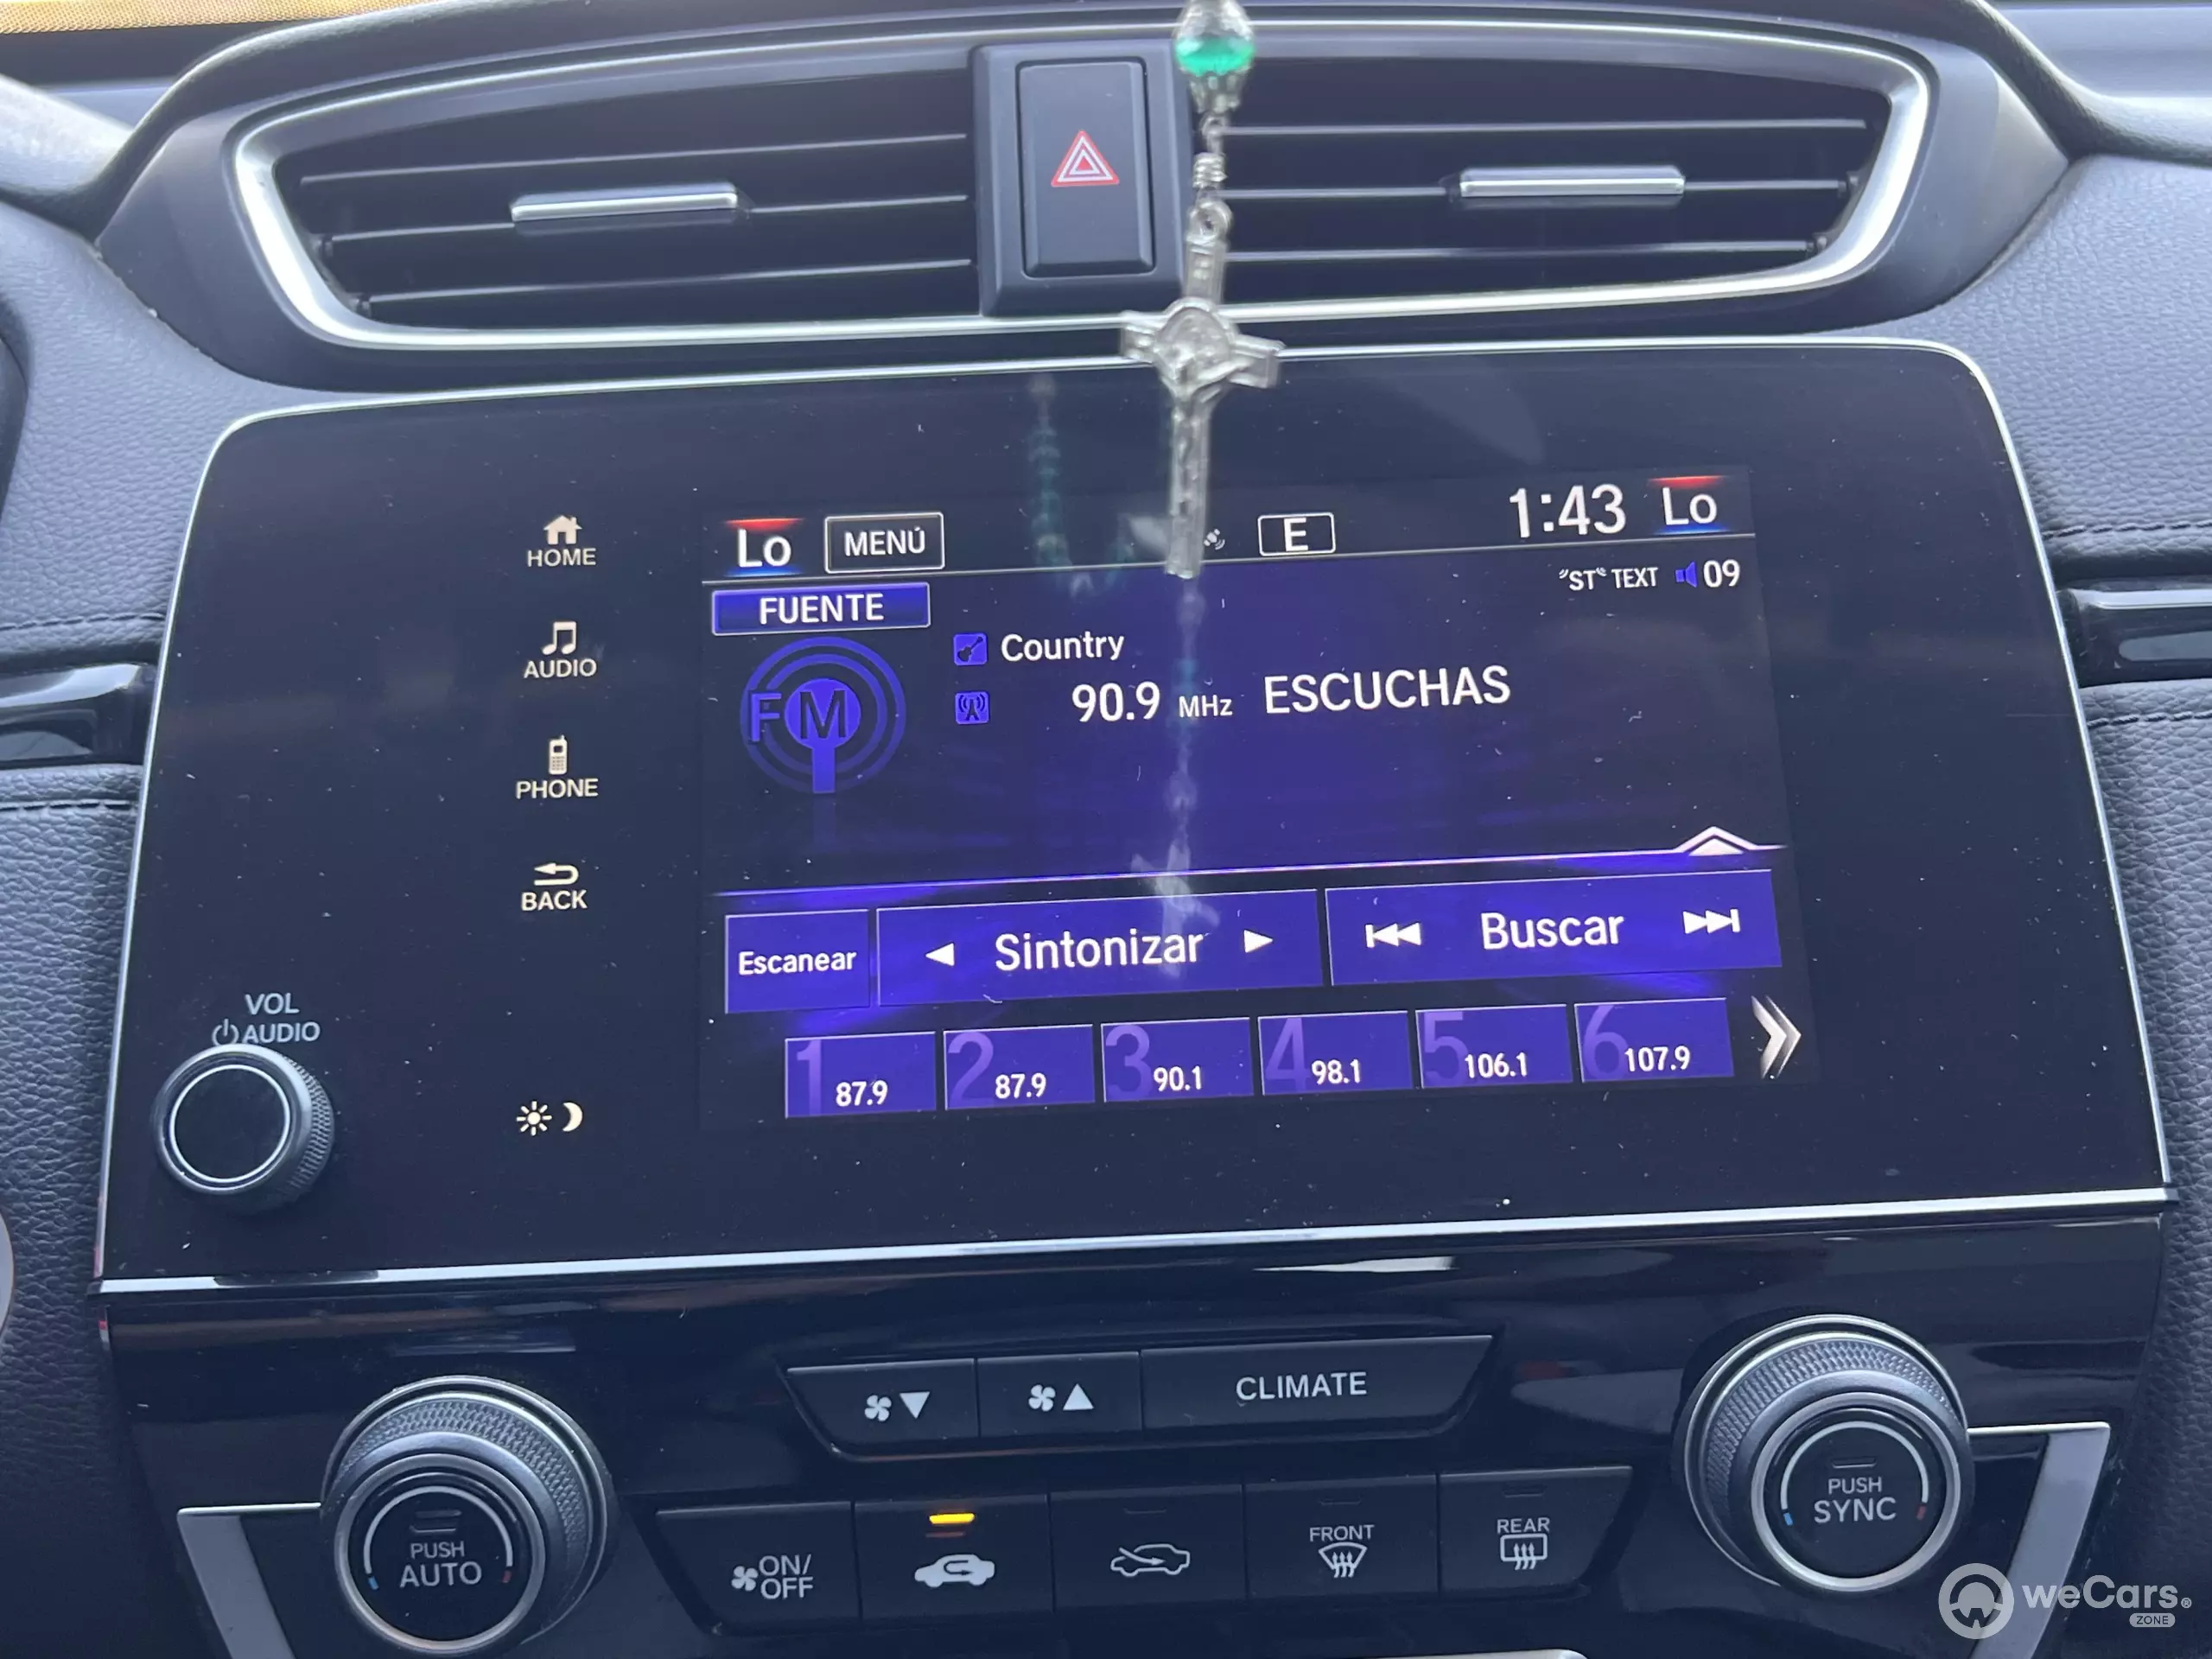 Lo MENÚ E 1:43 Lo
"ST" TEXT 09
FUENTE
HOME
AUDIO
PHONE
BACK
FM
Country
90.9 MHz ESCUCHAS
Escanear Sintonizar Buscar
1 87.9 2 87.9 3 90.1 4 98.1 5 106.1 6 107.9
VOL
AUDIO
CLIMATE
PUSH
AUTO
ON/
OFF
FRONT
REAR
PUSH
SYNC
weCars®
ZONE